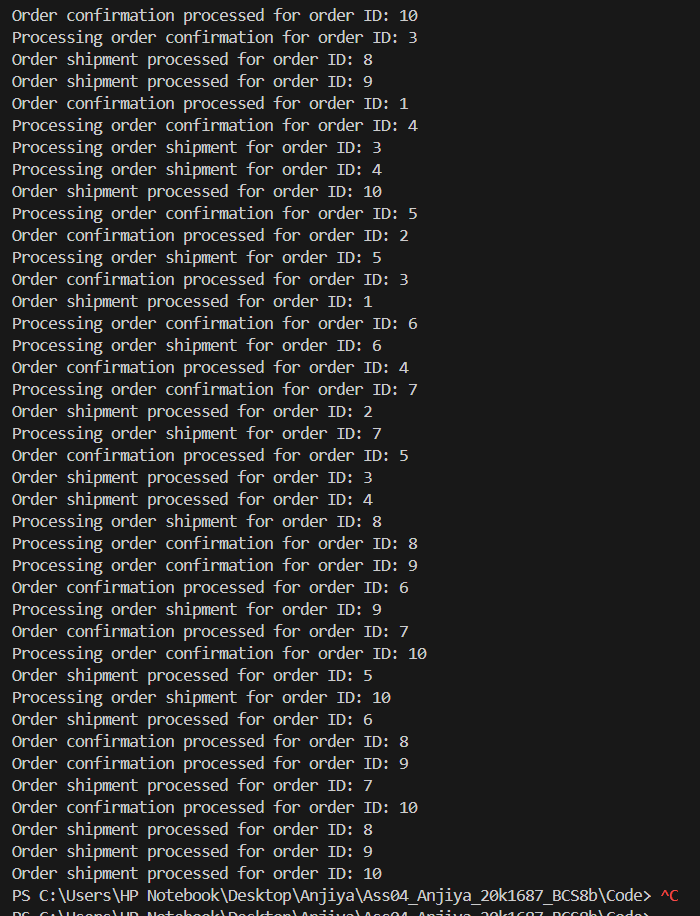 Order confirmation processed for order ID: 10
Processing order confirmation for order ID: 3
Order shipment processed for order ID: 8
Order shipment processed for order ID: 9
Order confirmation processed for order ID: 1
Processing order confirmation for order ID: 4
Processing order shipment for order ID: 3
Processing order shipment for order ID: 4
Order shipment processed for order ID: 10
Processing order confirmation for order ID: 5
Order confirmation processed for order ID: 2
Processing order shipment for order ID: 5
Order confirmation processed for order ID: 3
Order shipment processed for order ID: 1
Processing order confirmation for order ID: 6
Processing order shipment for order ID: 6
Order confirmation processed for order ID: 4
Processing order confirmation for order ID: 7
Order shipment processed for order ID: 2
Processing order shipment for order ID: 7
Order confirmation processed for order ID: 5
Order shipment processed for order ID: 3
Order shipment processed for order ID: 4
Processing order shipment for order ID: 8
Processing order confirmation for order ID: 8
Processing order confirmation for order ID: 9
Order confirmation processed for order ID: 6
Processing order shipment for order ID: 9
Order confirmation processed for order ID: 7
Processing order confirmation for order ID: 10
Order shipment processed for order ID: 5
Processing order shipment for order ID: 10
Order shipment processed for order ID: 6
Order confirmation processed for order ID: 8
Order confirmation processed for order ID: 9
Order shipment processed for order ID: 7
Order confirmation processed for order ID: 10
Order shipment processed for order ID: 8
Order shipment processed for order ID: 9
Order shipment processed for order ID: 10
PS C:\Users\HP Notebook\Desktop\Anjiya\Ass04_Anjiya_20k1687_BCS8b\Code> ^C
PS C:\Users\HP Notebook\Desktop\Anjiya\Ass04_Anjiya_20k1687_BCS8b\Code>